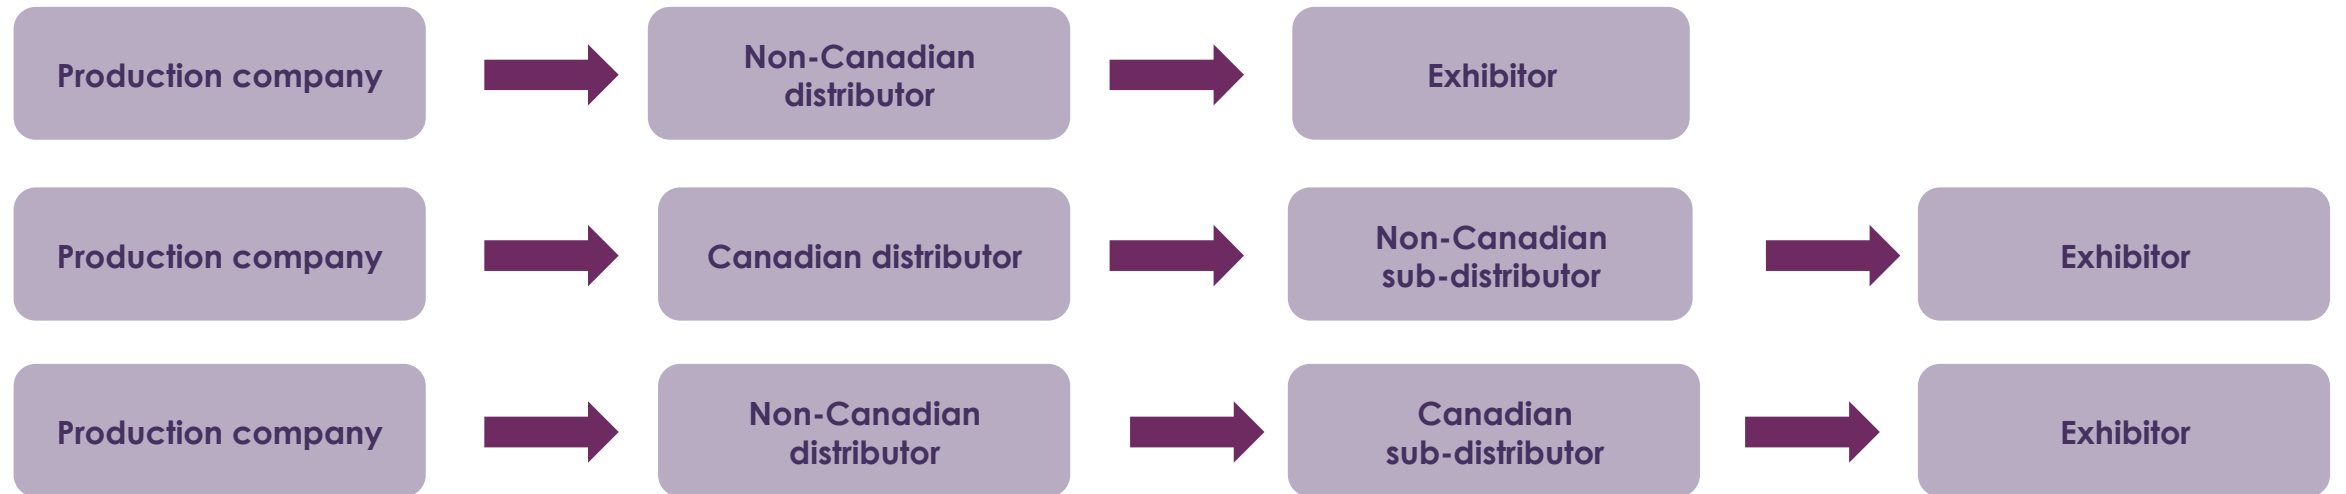 Production company
Non-Canadian
distributor
Exhibitor
Production company
Canadian distributor
Non-Canadian
sub-distributor
Exhibitor
Production company
Non-Canadian
distributor
Canadian
sub-distributor
Exhibitor